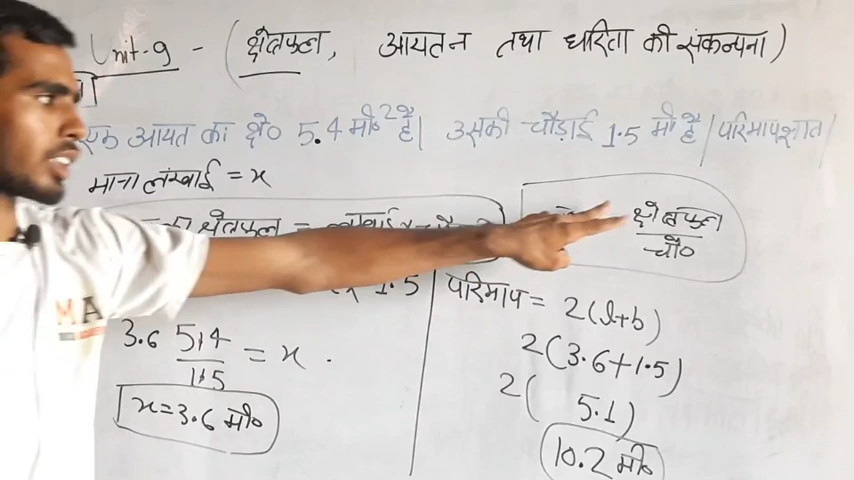 Unit-9 - (क्षेत्रफल, आयतन तथा धारिता की संकल्पना)
एक आयत का क्षे० 5.4 मी०² है| उसकी चौड़ाई 1.5 मी है| परिमाप ज्ञात|
माना लंम्बाई = x
क्षेत्रफल = लम्बाई x
क्षेत्रफल
चौ०
x 1.5
परिमाप = 2(l+b)
3.6 5.4 = x
1.5
2(3.6+1.5)
x=3.6 मी०
2( 5.1)
10.2 मी०
MA